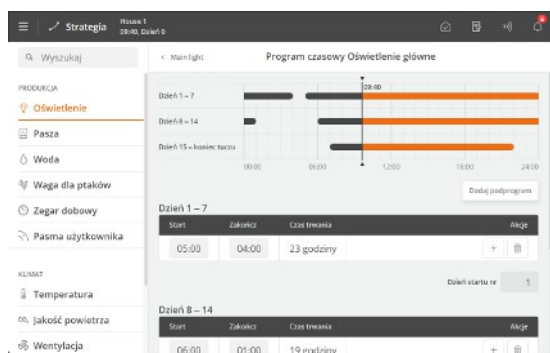 Strategia
House 1
09:40, Dzień 0
Wyszukaj
PRODUKCJA
Oświetlenie
Pasza
Woda
Waga dla ptaków
Zegar dobowy
Pasma użytkownika
KLIMAT
Temperatura
Jakość powietrza
Wentylacja
< Main light
Program czasowy Oświetlenie główne
09:40
Dzień 1 – 7
Dzień 8 – 14
Dzień 15 – koniec tuczu
00:00 06:00 12:00 18:00 24:00
Dodaj podprogram
Dzień 1 – 7
Start Zakończ Czas trwania Akcje
05:00 04:00 23 godziny +
Dzień startu nr 1
Dzień 8 – 14
Start Zakończ Czas trwania Akcje
06:00 01:00 19 godziny +